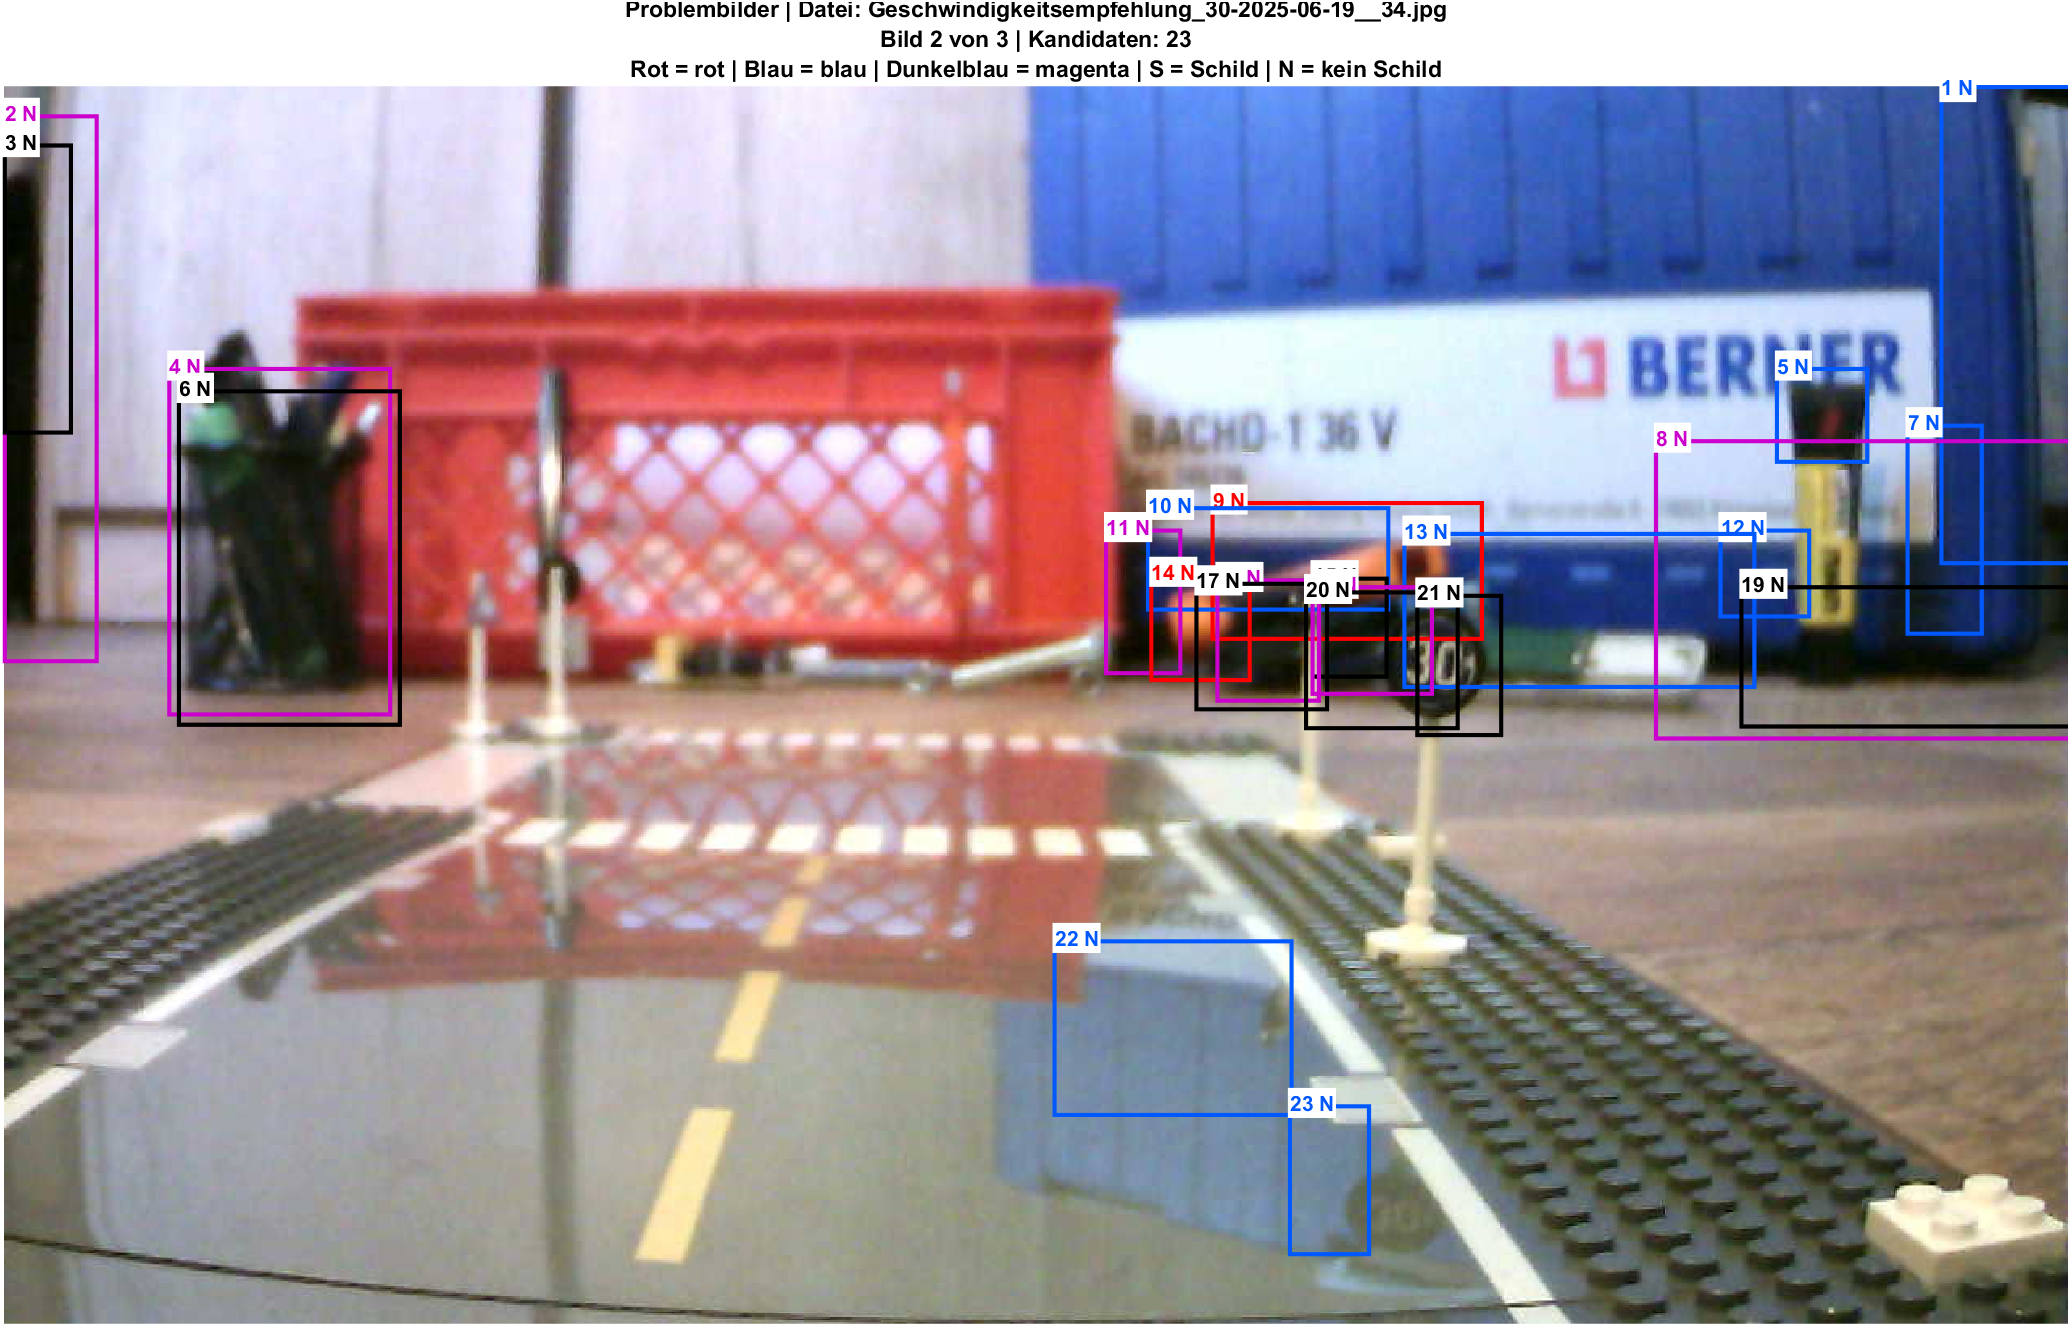 Problembilder | Datei: Geschwindigkeitsempfehlung_30-2025-06-19__34.jpg
Bild 2 von 3 | Kandidaten: 23
Rot = rot | Blau = blau | Dunkelblau = magenta | S = Schild | N = kein Schild
1 N
2 N
3 N
4 N
6 N
BERNER
5 N
7 N
BACHO-1 36 V
8 N
9 N
10 N
11 N
13 N
12 N
14 N
17 N
N
20 N
21 N
19 N
30
22 N
23 N